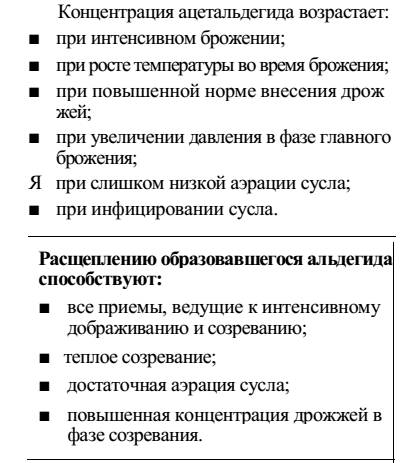 Концентрация ацетальдегида возрастает:
■ при интенсивном брожении;
■ при росте температуры во время брожения;
■ при повышенной норме внесения дрож
жей;
■ при увеличении давления в фазе главного
брожения;
Я при слишком низкой аэрации сусла;
■ при инфицировании сусла.
Расщеплению образовавшегося альдегида
способствуют:
■ все приемы, ведущие к интенсивному
дображиванию и созреванию;
■ теплое созревание;
■ достаточная аэрация сусла;
■ повышенная концентрация дрожжей в
фазе созревания.